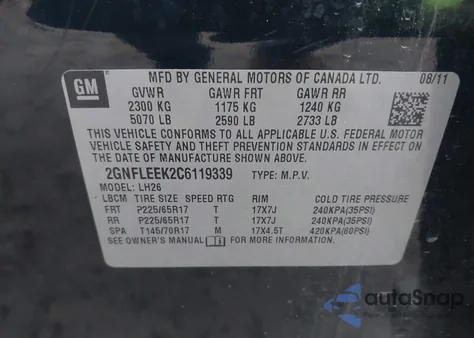 GM
MFD BY GENERAL MOTORS OF CANADA LTD. 08/11
GVWR GAWR FRT GAWR RR
2300 KG 1175 KG 1240 KG
5070 LB 2590 LB 2733 LB
THIS VEHICLE CONFORMS TO ALL APPLICABLE U.S. FEDERAL MOTOR
VEHICLE SAFETY AND THEFT PREVENTION STANDARDS IN EFFECT
ON THE DATE OF MANUFACTURE SHOWN ABOVE.
2GNFLEEK2C6119339 TYPE: M.P.V.
MODEL: LH26
LBCM TIRE SIZE SPEED RTG RIM COLD TIRE PRESSURE
FRT P225/65R17 T 17X7J 240KPA(35PSI)
RR P225/65R17 T 17X7J 240KPA(35PSI)
SPA T145/70R17 M 17X4.5T 420KPA(60PSI)
SEE OWNER'S MANUAL FOR MORE INFORMATION
autoSnap